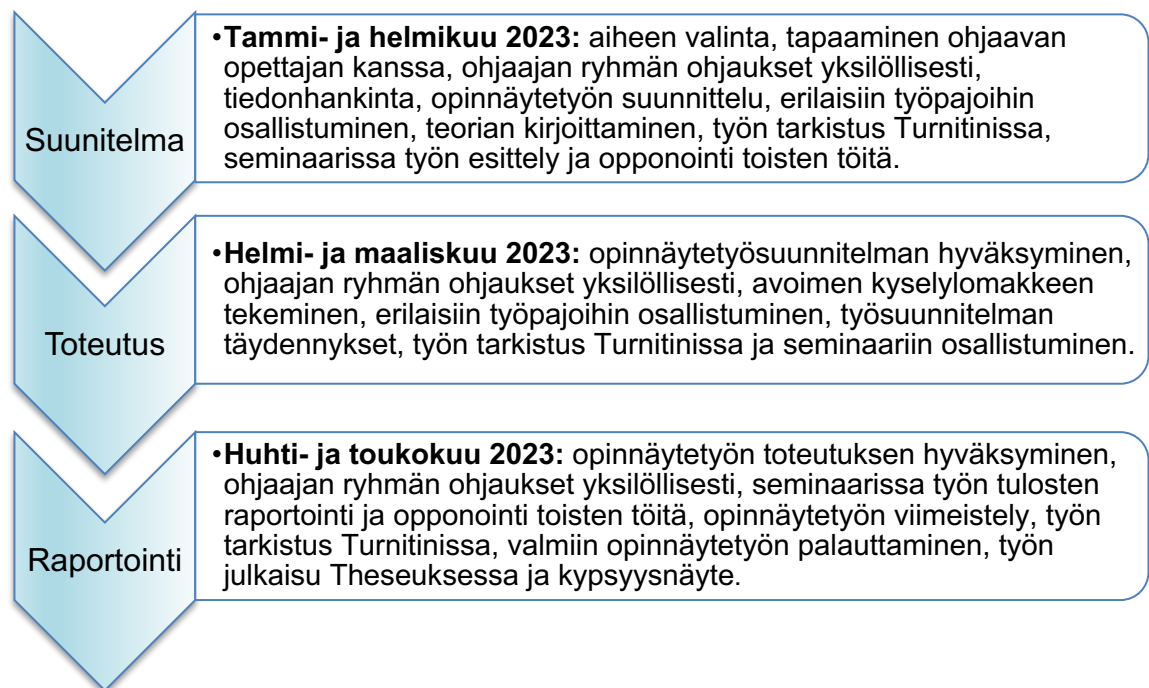 Suunitelma
•Tammi- ja helmikuu 2023: aiheen valinta, tapaaminen ohjaavan
opettajan kanssa, ohjaajan ryhmän ohjaukset yksilöllisesti,
tiedonhankinta, opinnäytetyön suunnittelu, erilaisiin työpajoihin
osallistuminen, teorian kirjoittaminen, työn tarkistus Turnitinissa,
seminaarissa työn esittely ja opponointi toisten töitä.
Toteutus
•Helmi- ja maaliskuu 2023: opinnäytetyösuunnitelman hyväksyminen,
ohjaajan ryhmän ohjaukset yksilöllisesti, avoimen kyselylomakkeen
tekeminen, erilaisiin työpajoihin osallistuminen, työsuunnitelman
täydennykset, työn tarkistus Turnitinissa ja seminaariin osallistuminen.
Raportointi
•Huhti- ja toukokuu 2023: opinnäytetyön toteutuksen hyväksyminen,
ohjaajan ryhmän ohjaukset yksilöllisesti, seminaarissa työn tulosten
raportointi ja opponointi toisten töitä, opinnäytetyön viimeistely, työn
tarkistus Turnitinissa, valmiin opinnäytetyön palauttaminen, työn
julkaisu Theseuksessa ja kypsyysnäyte.